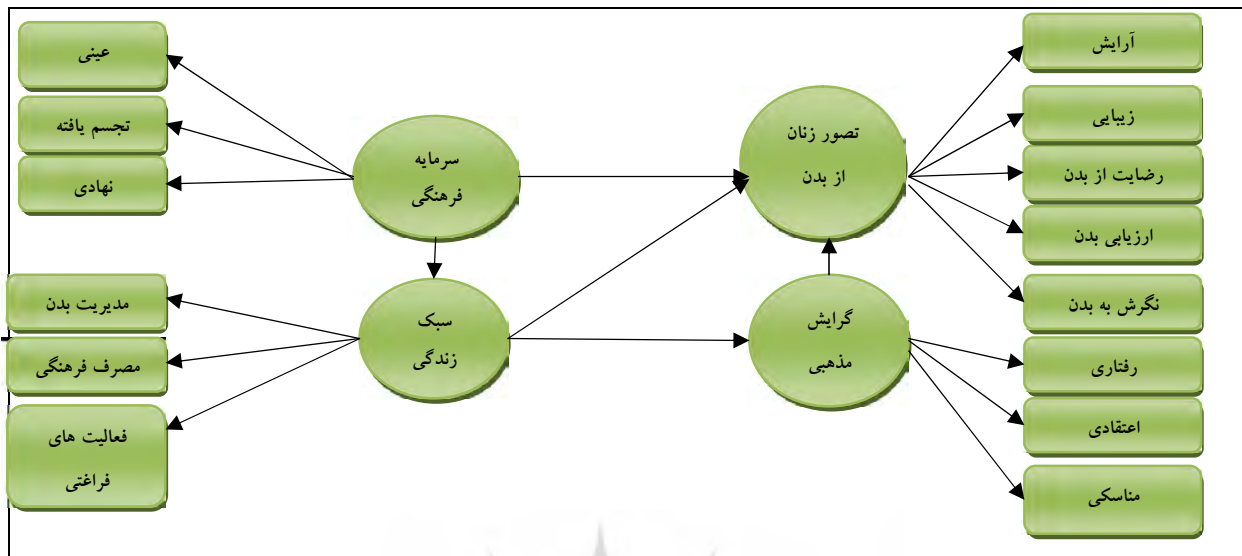 آرایش
زیبایی
رضایت از بدن
ارزیابی بدن
نگرش به بدن
رفتاری
اعتقادی
مناسکی
تصور زنان
از بدن
گرایش
مذهبی
سرمایه
فرهنگی
سبک
زندگی
عینی
تجسم یافته
نهادی
مدیریت بدن
مصرف فرهنگی
فعالیت های
فراغتی